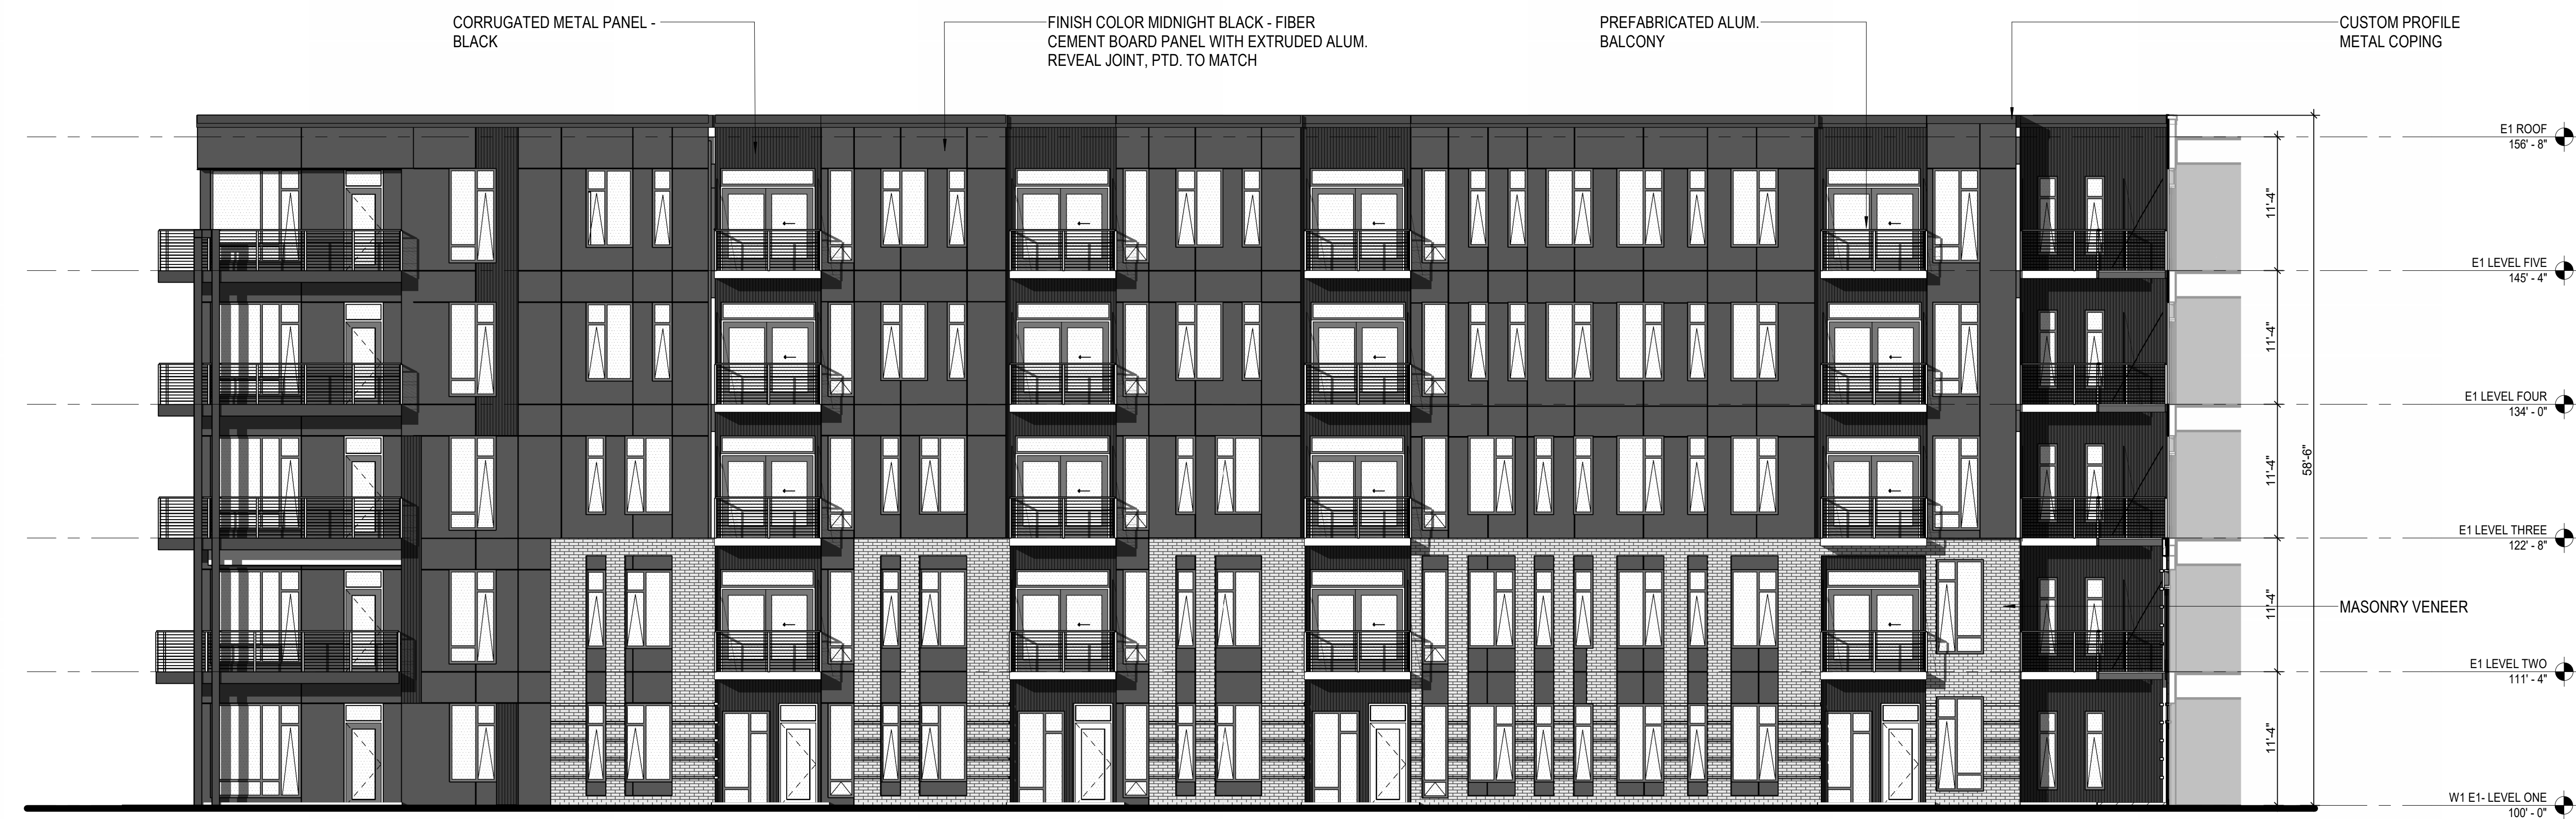 CORRUGATED METAL PANEL -
BLACK
FINISH COLOR MIDNIGHT BLACK - FIBER
CEMENT BOARD PANEL WITH EXTRUDED ALUM.
REVEAL JOINT, PTD. TO MATCH
PREFABRICATED ALUM.
BALCONY
CUSTOM PROFILE
METAL COPING
E1 ROOF
156' - 8"
11'-4"
E1 LEVEL FIVE
145' - 4"
11'-4"
E1 LEVEL FOUR
134' - 0"
11'-4"
58'-6"
E1 LEVEL THREE
122' - 8"
11'-4"
MASONRY VENEER
E1 LEVEL TWO
111' - 4"
11'-4"
W1 E1- LEVEL ONE
100' - 0"